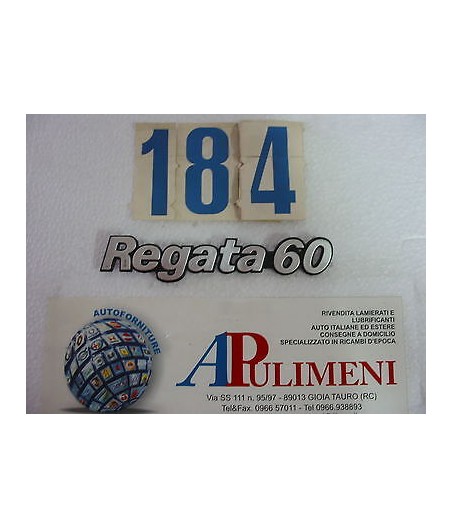 184
Regata 60
AUTOFORNITURE
RIVENDITA LAMIERATI E
LUBRIFICANTI
AUTO ITALIANE ED ESTERE
CONSEGNE A DOMICILIO
SPECIALIZZATO IN RICAMBI D'EPOCA
APULIMENI
Via SS 111 n. 95/97 - 89013 GIOIA TAURO (RC)
Tel&Fax. 0966 57011 - Tel 0966.938893